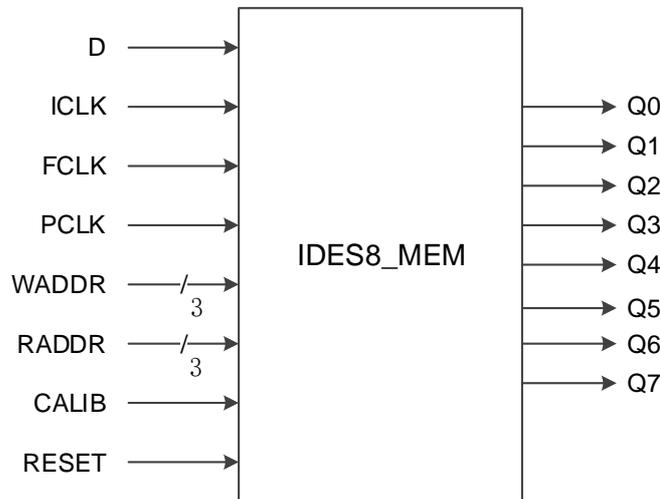 D
ICLK
FCLK
PCLK
WADDR
/
3
RADDR
/
3
CALIB
RESET
IDES8_MEM
Q0
Q1
Q2
Q3
Q4
Q5
Q6
Q7